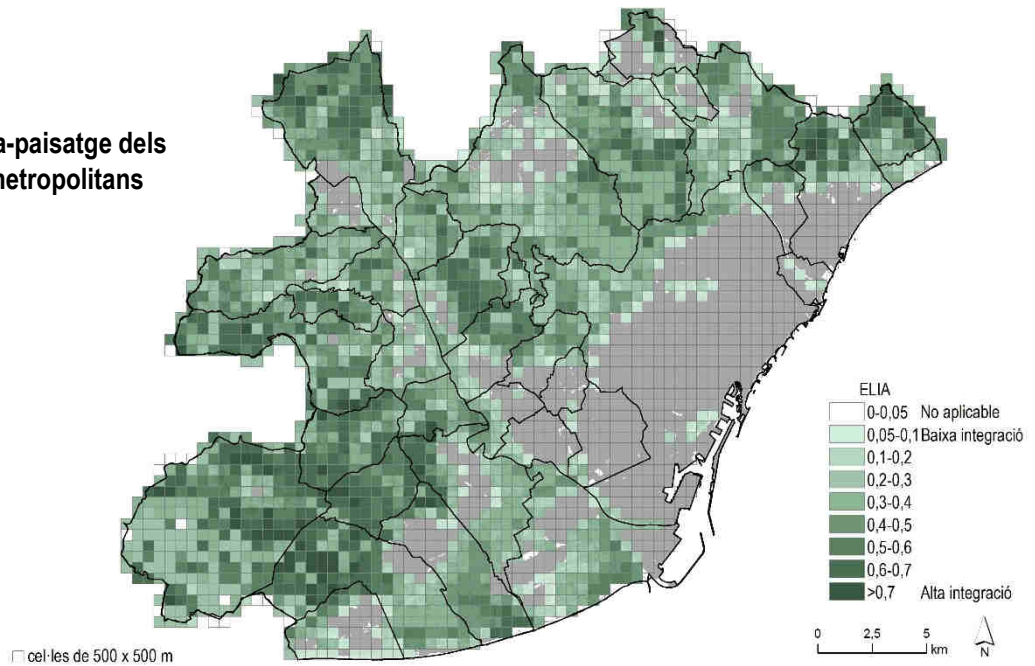 a-paisatge dels
netropolitans
ELIA
0-0,05 No aplicable
0,05-0,1 Baixa integració
0,1-0,2
0,2-0,3
0,3-0,4
0,4-0,5
0,5-0,6
0,6-0,7
>0,7 Alta integració
0 2,5 5
km
N
cel·les de 500 x 500 m